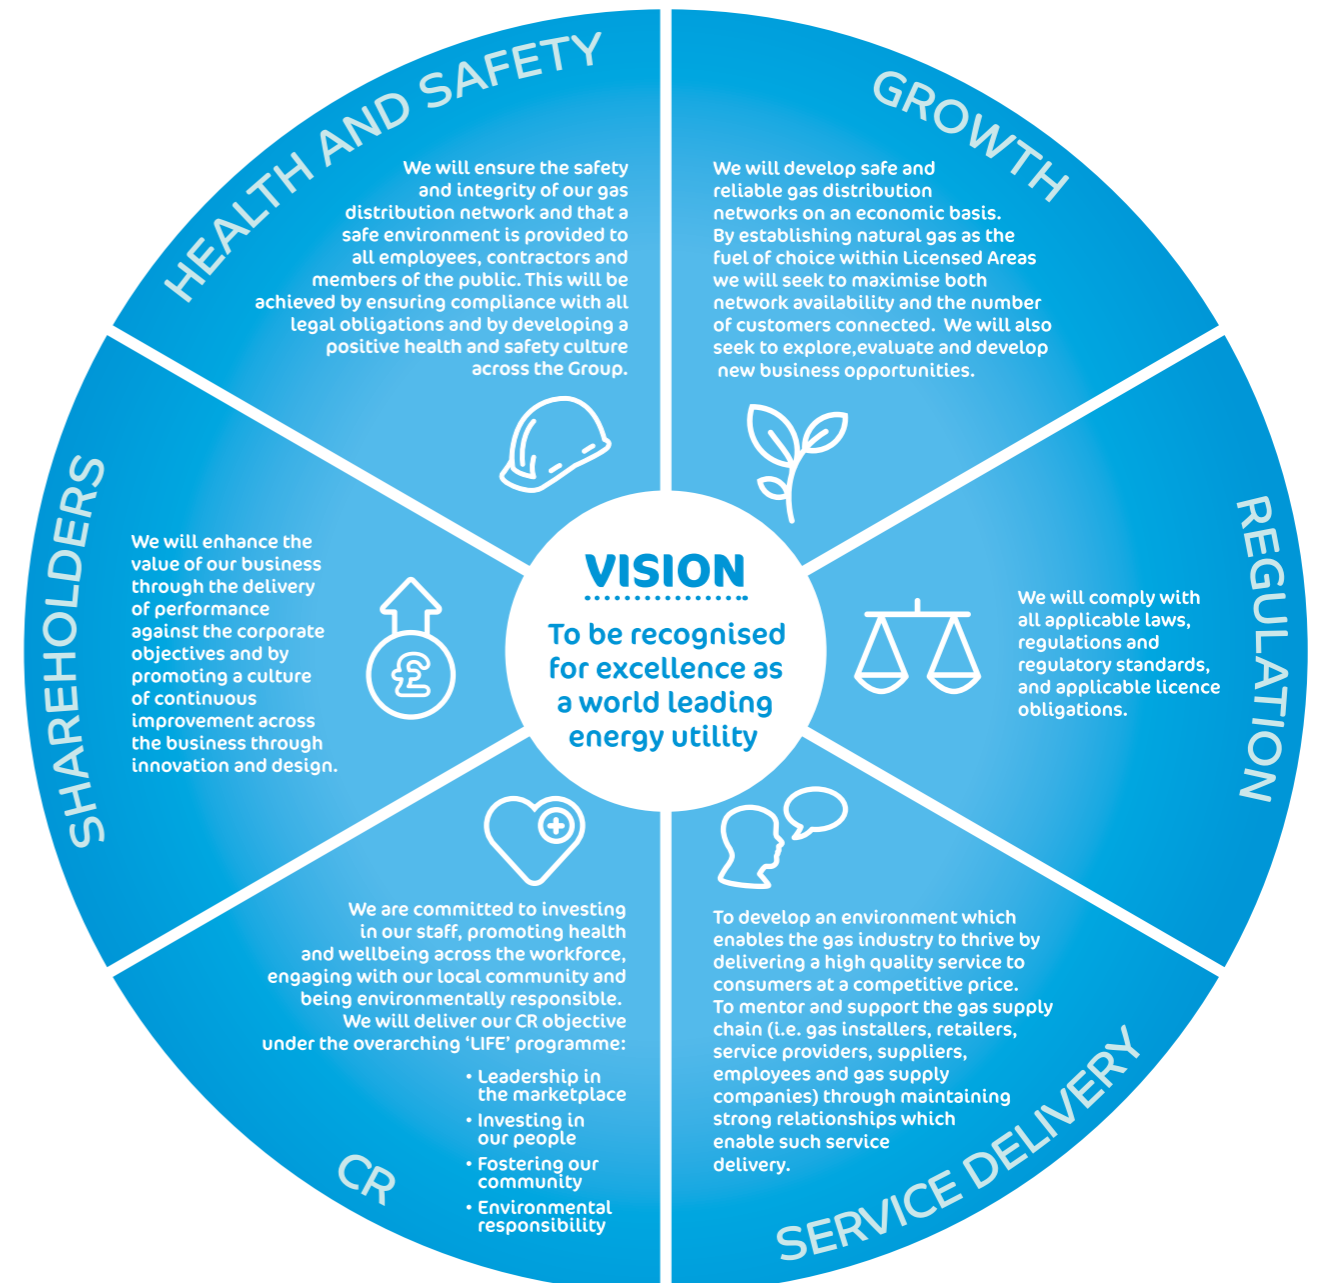 HEALTH AND SAFETY
We will ensure the safety
and integrity of our gas
distribution network and that a
safe environment is provided to
all employees, contractors and
members of the public. This will be
achieved by ensuring compliance with all
legal obligations and by developing a
positive health and safety culture
across the Group.
GROWTH
We will develop safe and
reliable gas distribution
networks on an economic basis.
By establishing natural gas as the
fuel of choice within Licensed Areas
we will seek to maximise both
network availability and the number
of customers connected. We will also
seek to explore,evaluate and develop
new business opportunities.
SHAREHOLDERS
We will enhance the
value of our business
through the delivery
of performance
against the corporate
objectives and by
promoting a culture
of continuous
improvement across
the business through
innovation and design.
£
VISION
To be recognised
for excellence as
a world leading
energy utility
REGULATION
We will comply with
all applicable laws,
regulations and
regulatory standards,
and applicable licence
obligations.
CR
We are committed to investing
in our staff, promoting health
and wellbeing across the workforce,
engaging with our local community and
being environmentally responsible.
We will deliver our CR objective
under the overarching ‘LIFE’ programme:
• Leadership in
the marketplace
• Investing in
our people
• Fostering our
community
• Environmental
responsibility
SERVICE DELIVERY
To develop an environment which
enables the gas industry to thrive by
delivering a high quality service to
consumers at a competitive price.
To mentor and support the gas supply
chain (i.e. gas installers, retailers,
service providers, suppliers,
employees and gas supply
companies) through maintaining
strong relationships which
enable such service
delivery.